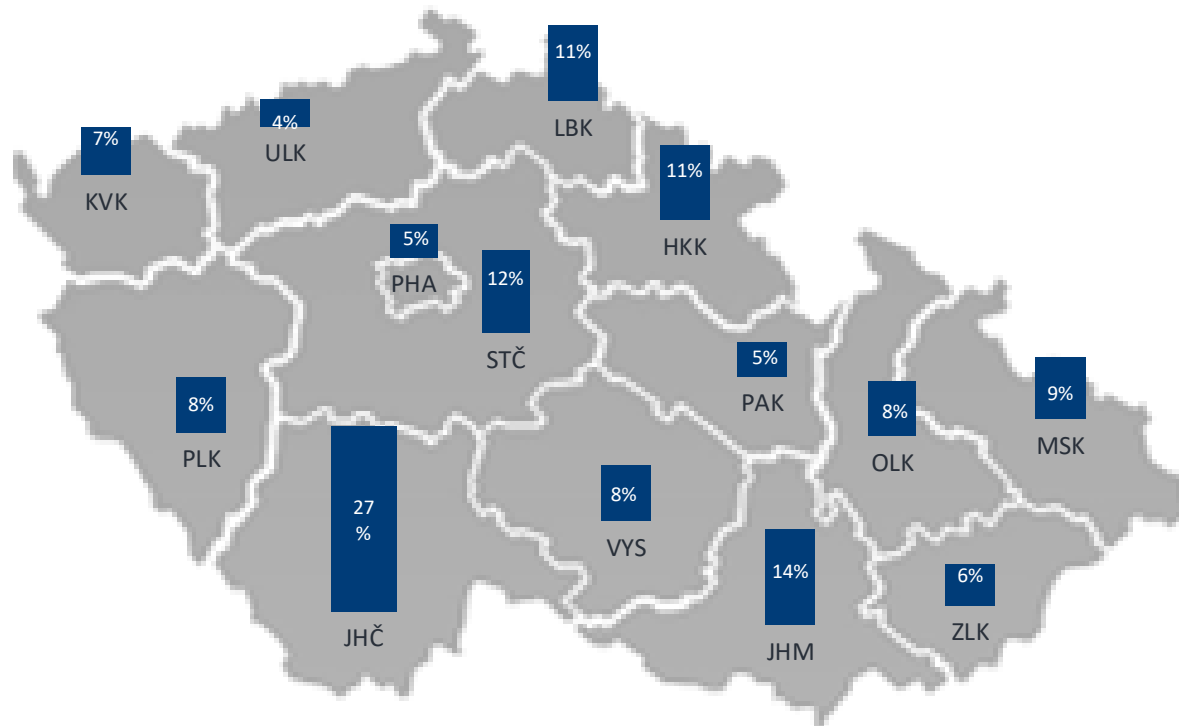 11%
LBK
4%
ULK
7%
KVK
11%
HKK
5%
PHA
12%
STČ
5%
PAK
8%
PLK
8%
OLK
9%
MSK
27
%
JHČ
8%
VYS
14%
JHM
6%
ZLK